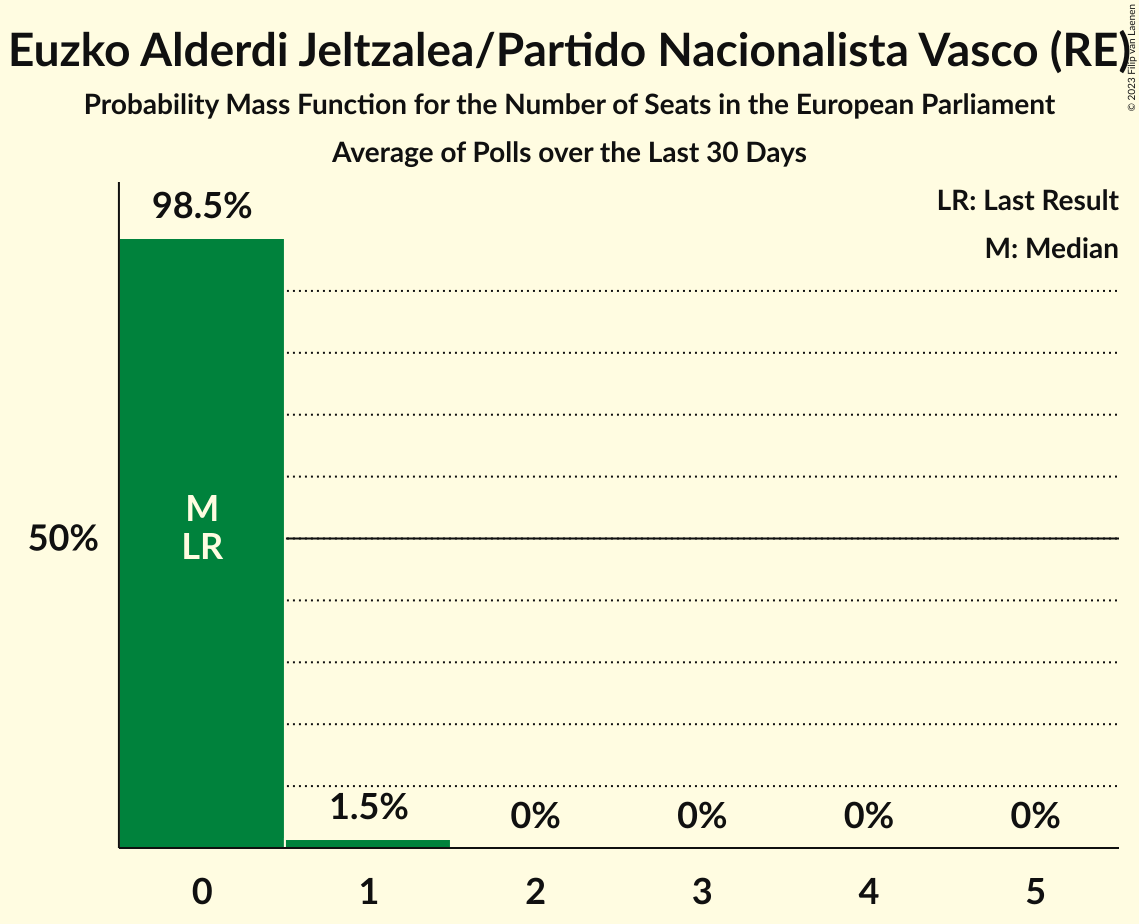 Euzko Alderdi Jeltzalea/Partido Nacionalista Vasco (RE)
Probability Mass Function for the Number of Seats in the European Parliament
Average of Polls over the Last 30 Days
© 2023 Filip van Laenen
LR: Last Result
M: Median
98.5%
M
LR
50%
1.5%
0%
0%
0%
0%
0
1
2
3
4
5